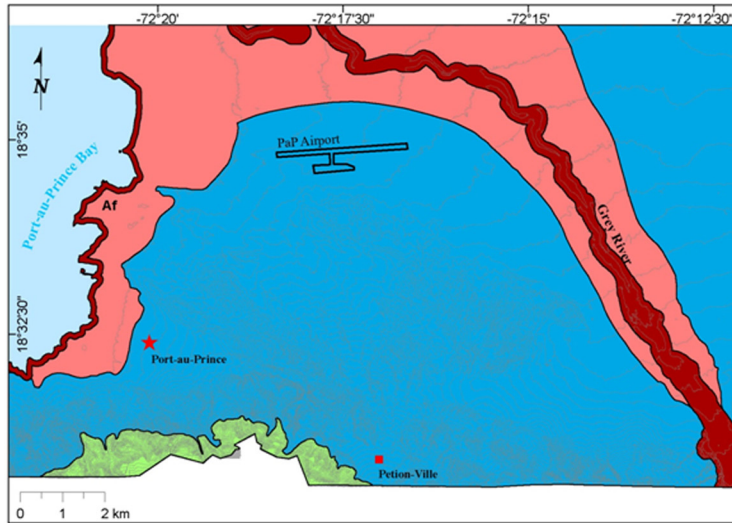 -72°20'
-72°17'30"
-72°15'
-72°12'30"
N
18°35'
PaP Airport
Port-au-Prince Bay
Af
Grey River
18°32'30"
Port-au-Prince
Petion-Ville
0 1 2 km